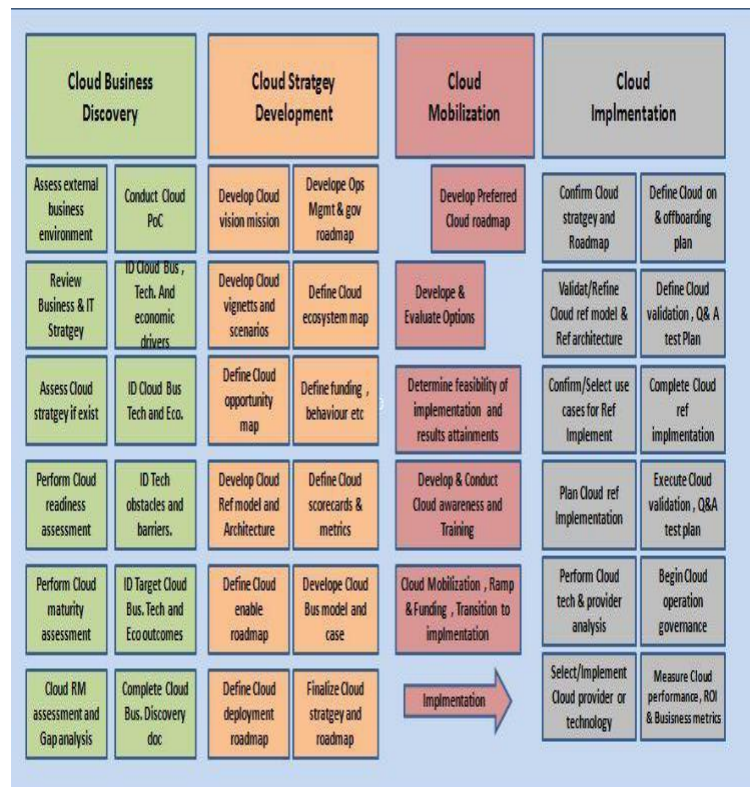 Cloud Business
Discovery
Cloud Stratgey
Development
Cloud
Mobilization
Cloud
Implmentation
Assess external
business
environment
Conduct Cloud
PoC
Review
Business & IT
Stratgey
ID Cloud Bus ,
Tech. And
economic
drivers
Assess Cloud
stratgey if exist
ID Cloud Bus
Tech and Eco.
Perform Cloud
readiness
assessment
ID Tech
obstacles and
barriers.
Perform Cloud
maturity
assessment
ID Target Cloud
Bus. Tech and
Eco outcomes
Cloud RM
assessment and
Gap analysis
Complete Cloud
Bus. Discovery
doc
Develop Cloud
vision mission
Develope Ops
Mgmt & gov
roadmap
Develop Cloud
vignetts and
scenarios
Define Cloud
ecosystem map
Define Cloud
opportunity
map
Define funding ,
behaviour etc
Develop Cloud
Ref model and
Architecture
Define Cloud
scorecards &
metrics
Define Cloud
enable
roadmap
Develope Cloud
Bus model and
case
Define Cloud
deployment
roadmap
Finalize Cloud
stratgey and
roadmap
Develop Preferred
Cloud roadmap
Develope &
Evaluate Options
Determine feasibility of
implementation and
results attainments
Develop & Conduct
Cloud awareness and
Training
Cloud Mobilization , Ramp
& Funding , Transition to
implmentation
Implmentation
Confirm Cloud
stratgey and
Roadmap
Define Cloud on
& offboarding
plan
Validat/Refine
Cloud ref model &
Ref architecture
Define Cloud
validation , Q& A
test Plan
Confirm/Select use
cases for Ref
Implement
Complete Cloud
ref
implmentation
Plan Cloud ref
Implementation
Execute Cloud
validation , Q&A
test plan
Perform Cloud
tech & provider
analysis
Begin Cloud
operation
governance
Select/Implement
Cloud provider or
technology
Measure Cloud
performance, ROI
& Business metrics